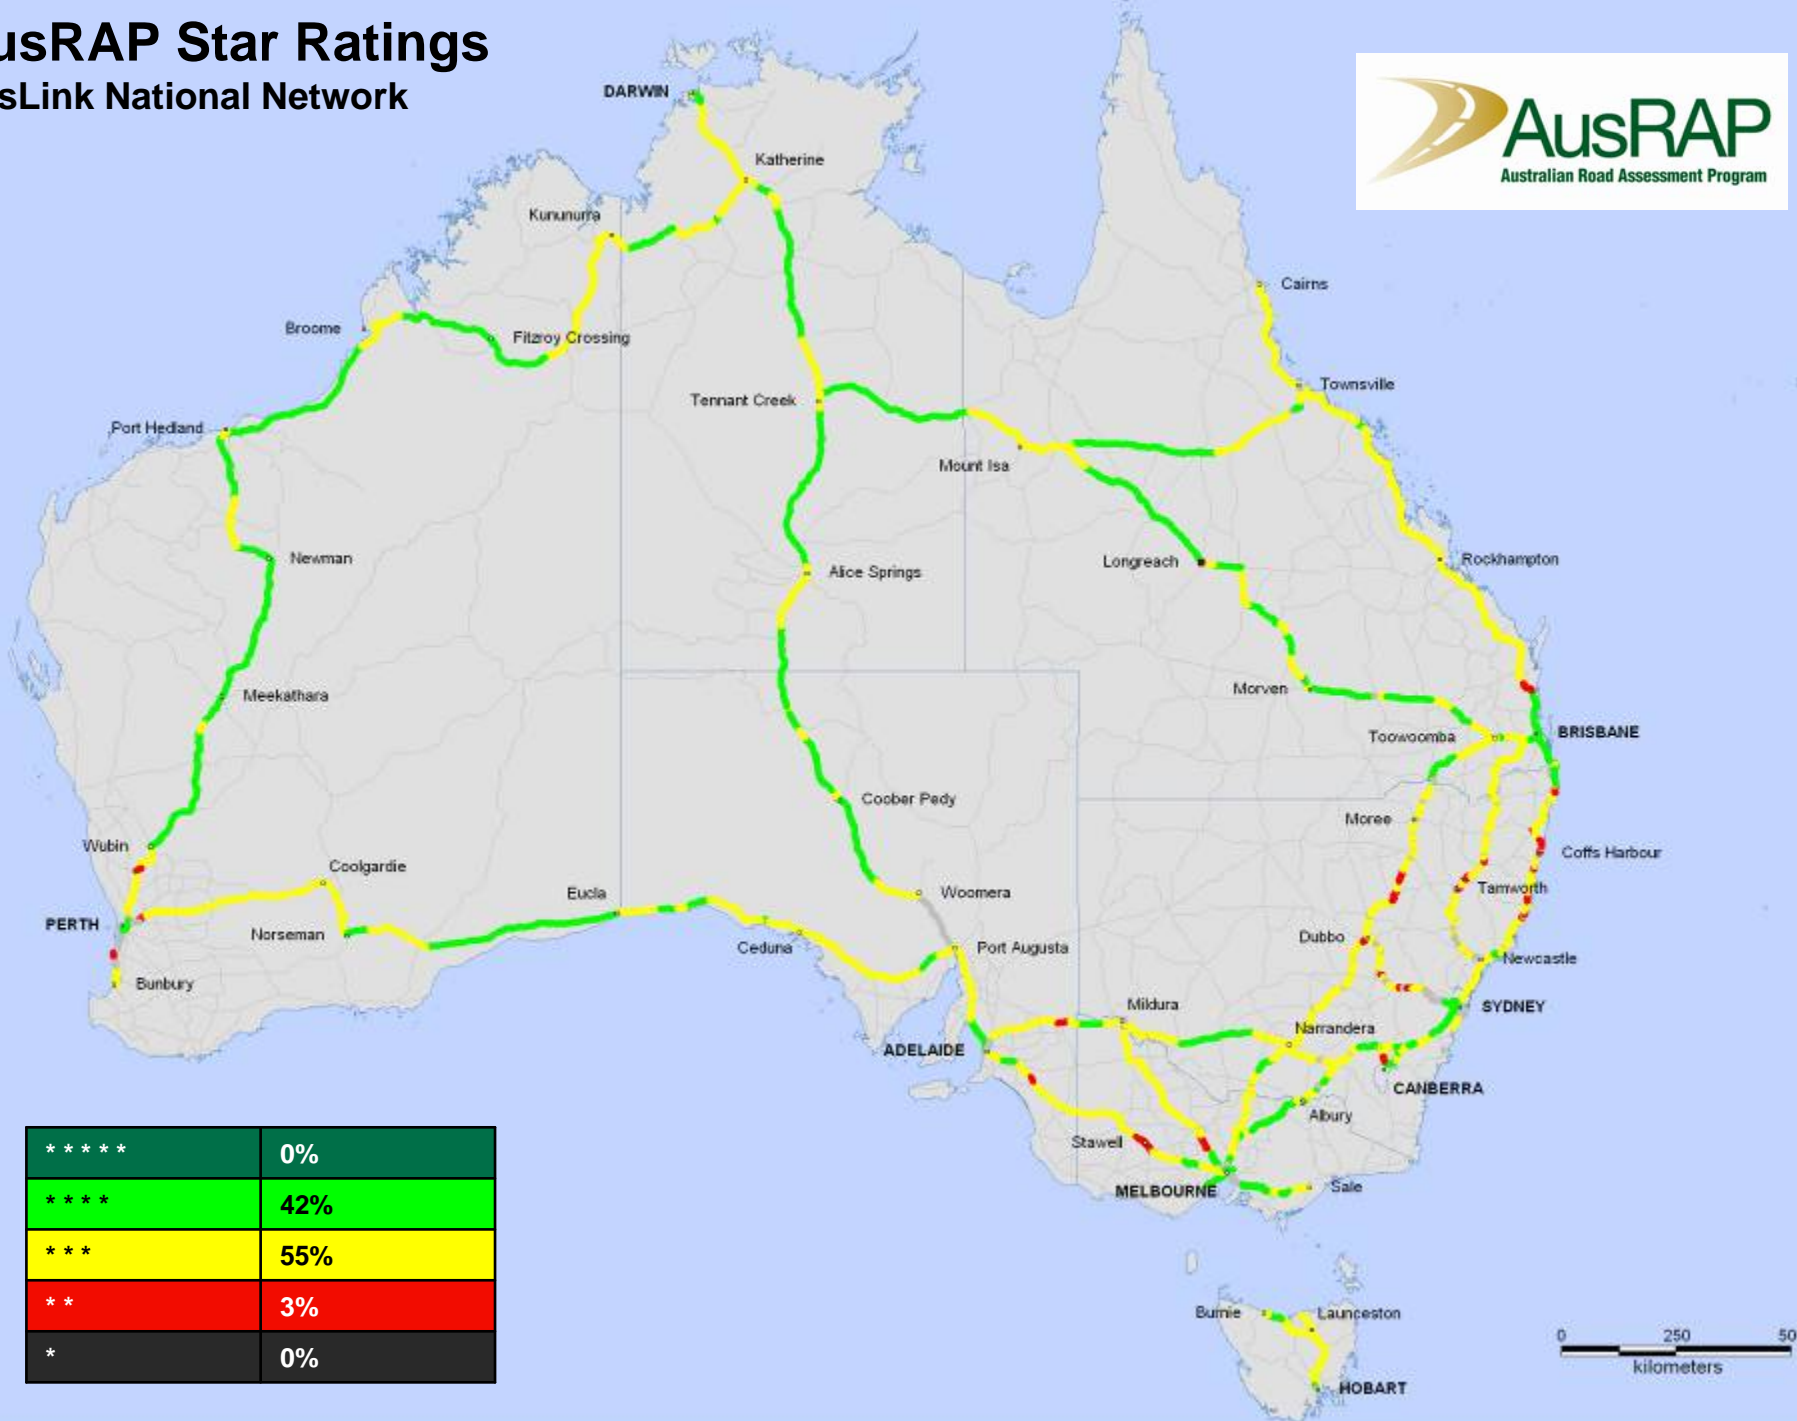 usRAP Star Ratings
sLink National Network
AusRAP
Australian Road Assessment Program
DARWIN
Katherine
Kununurra
Cairns
Broome
Fitzroy Crossing
Townsville
Tennant Creek
Port Hedland
Mount Isa
Newman
Alice Springs
Longreach
Rockhampton
Meekathara
Morven
Toowoomba
BRISBANE
Coober Pedy
Moree
Wubin
Coolgardie
Coffs Harbour
Eucla
Woomera
Tamworth
PERTH
Norseman
Ceduna
Port Augusta
Dubbo
Newcastle
Bunbury
Mildura
SYDNEY
Narrandera
ADELAIDE
CANBERRA
Albury
Stawell
MELBOURNE
Sale
* * * * * 0%
* * * * 42%
* * * 55%
* * 3%
* 0%
Burnie
Launceston
HOBART
0 250 50
kilometers